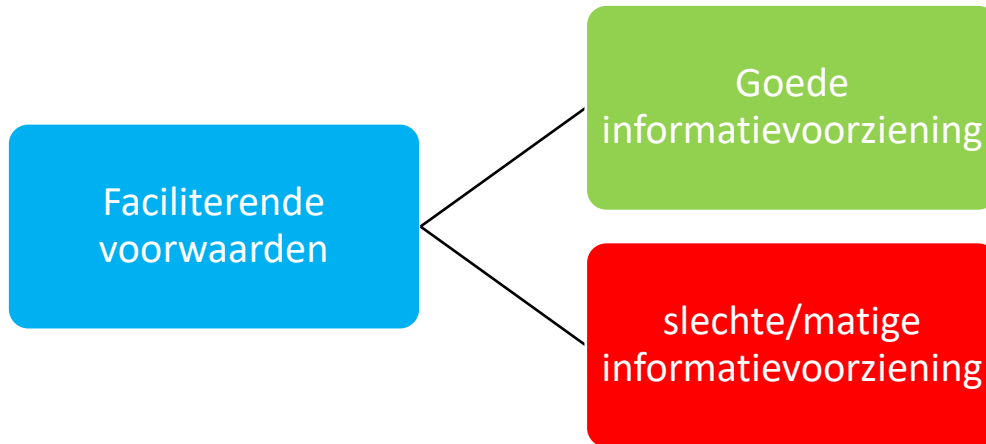 Faciliterende
voorwaarden
Goede
informatievoorziening
slechte/matige
informatievoorziening